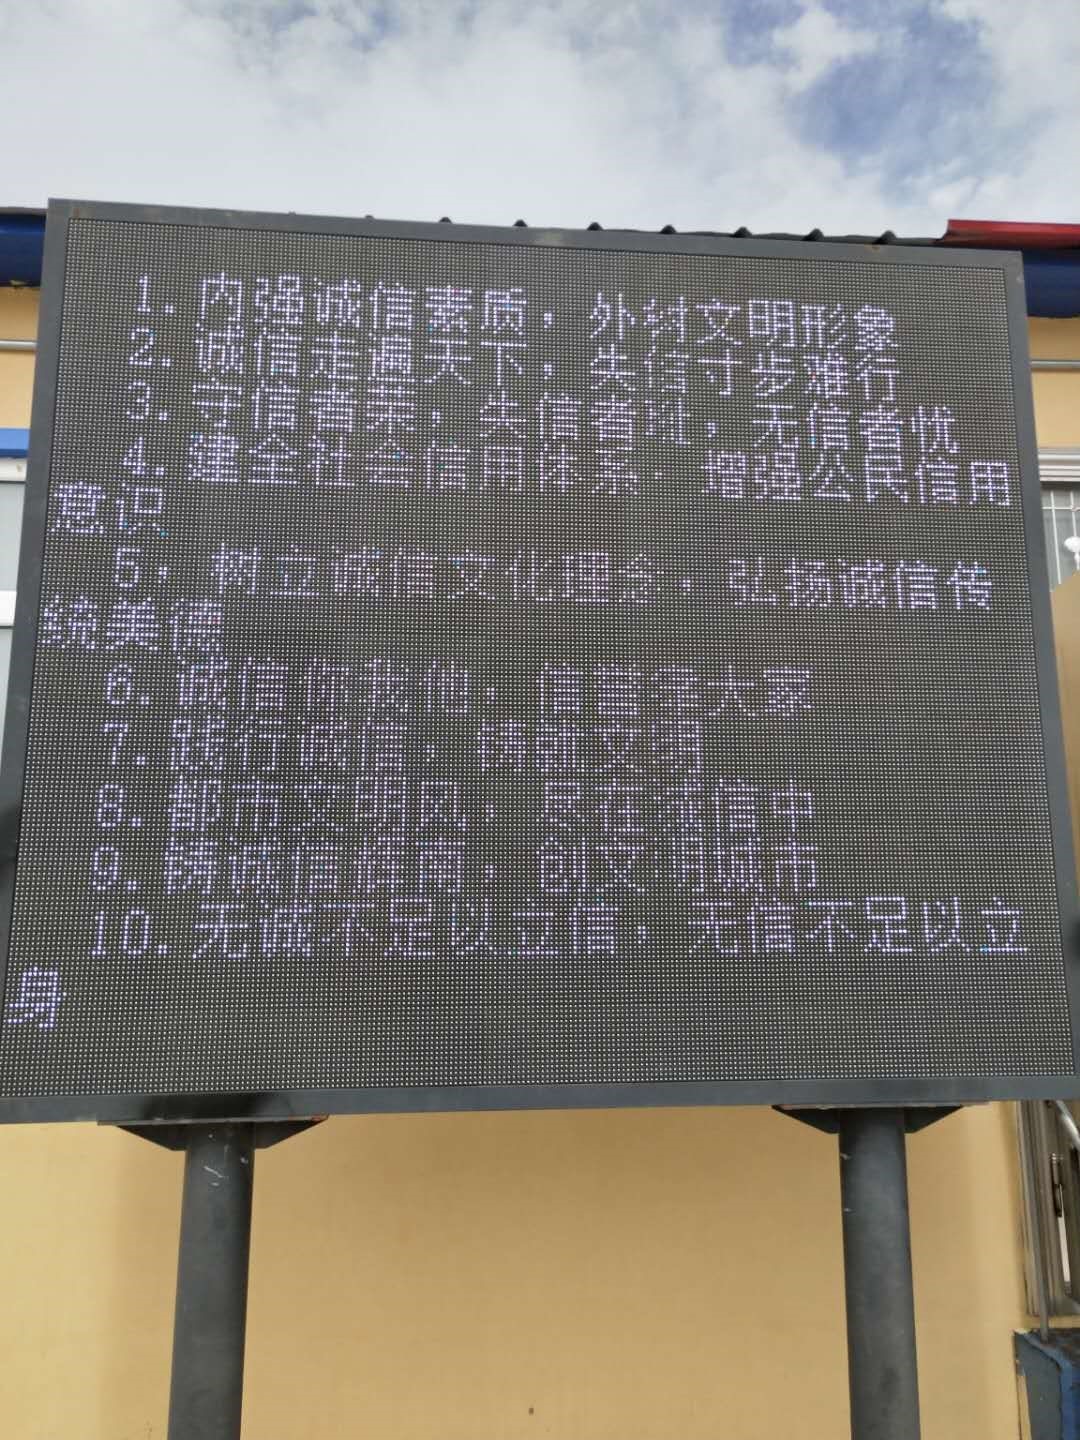 1. 内强诚信素质，外树文明形象
2. 诚信走遍天下，失信寸步难行
3. 守信者荣，失信者耻，无信者忧
4. 建全社会信用体系，增强公民信用
意识
5，树立诚信文化理念，弘扬诚信传
统美德
6. 诚信你我他，信誉靠大家
7. 践行诚信，铸就文明
8. 都市文明风，尽在诚信中
9. 铸诚信 南，创文明城市
10. 无诚不足以立信，无信不足以立
身